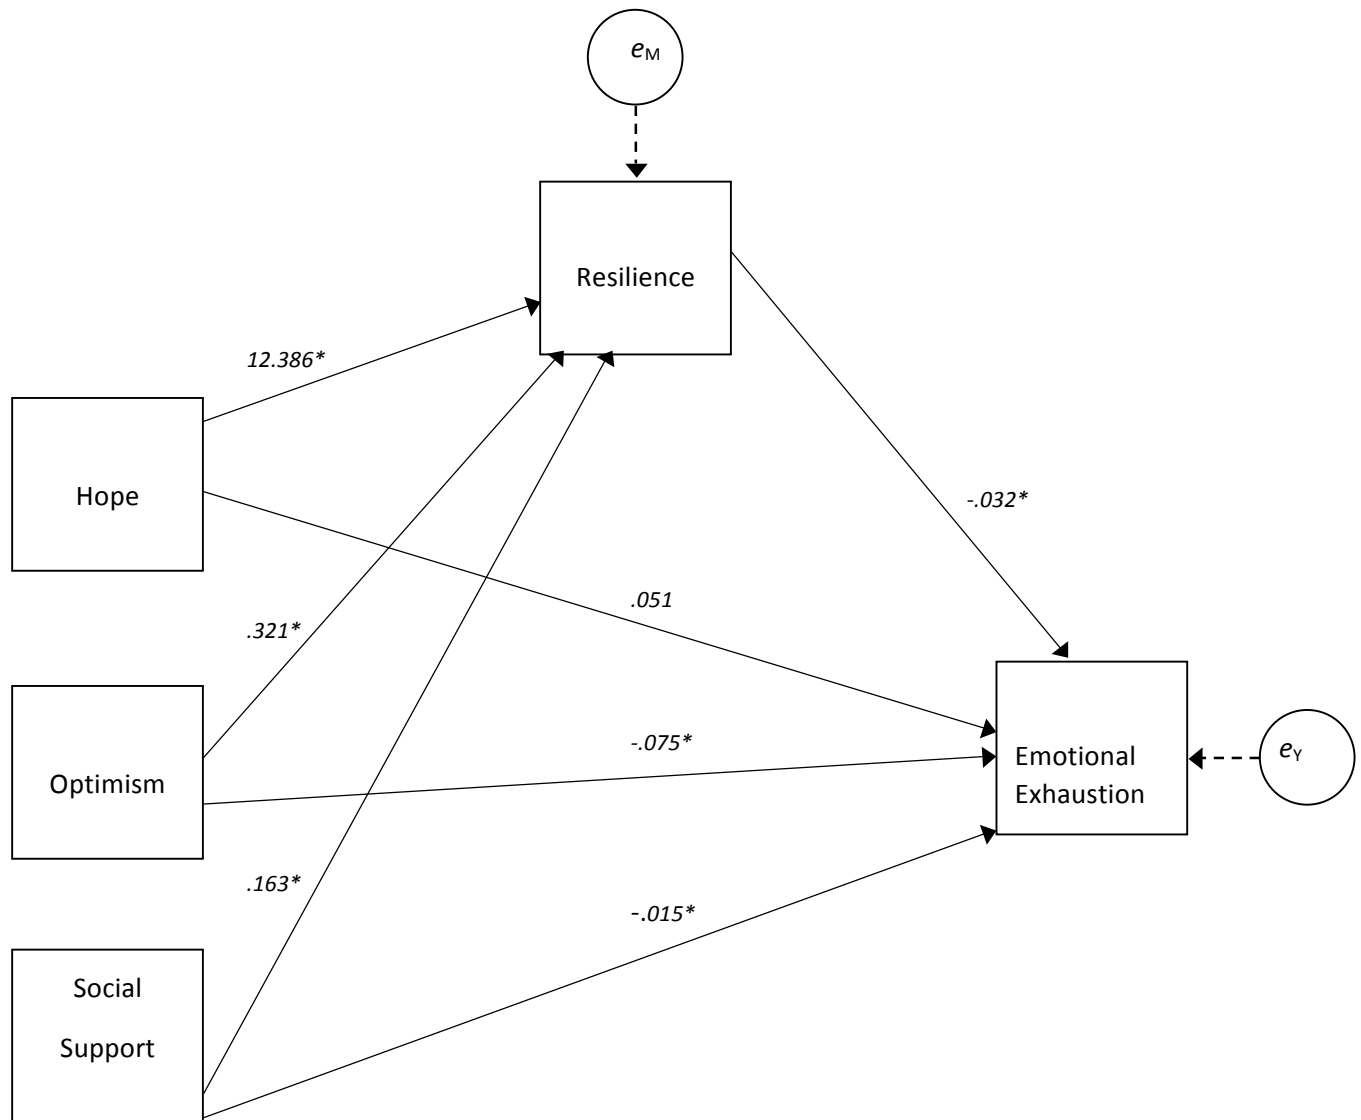 eM
Resilience
12.386*
Hope
-.032*
.051
.321*
Optimism
-.075*
Emotional
Exhaustion
eY
.163*
-.015*
Social
Support